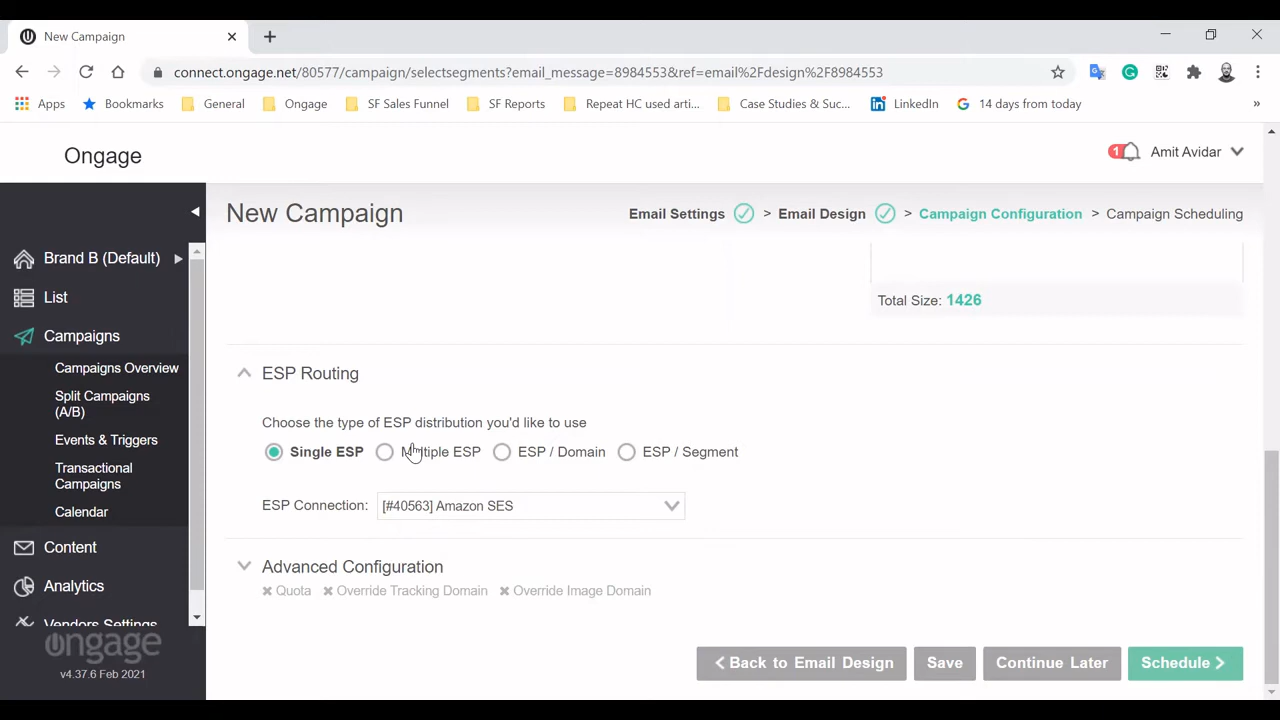 New Campaign
connect.ongage.net/80577/campaign/selectsegments?email_message=8984553&ref=email%2Fdesign%2F8984553
Apps Bookmarks General Ongage SF Sales Funnel SF Reports Repeat HC used arti... Case Studies & Suc... LinkedIn 14 days from today »
Ongage
1 Amit Avidar
New Campaign
Email Settings > Email Design > Campaign Configuration > Campaign Scheduling
Brand B (Default)
List
Campaigns
Campaigns Overview
Split Campaigns
(A/B)
Events & Triggers
Transactional
Campaigns
Calendar
Content
Analytics
Vendors Settings
ongage
v4.37.6 Feb 2021
Total Size: 1426
ESP Routing
Choose the type of ESP distribution you'd like to use
Single ESP Multiple ESP ESP / Domain ESP / Segment
ESP Connection: [#40563] Amazon SES
Advanced Configuration
Quota Override Tracking Domain Override Image Domain
Back to Email Design Save Continue Later Schedule